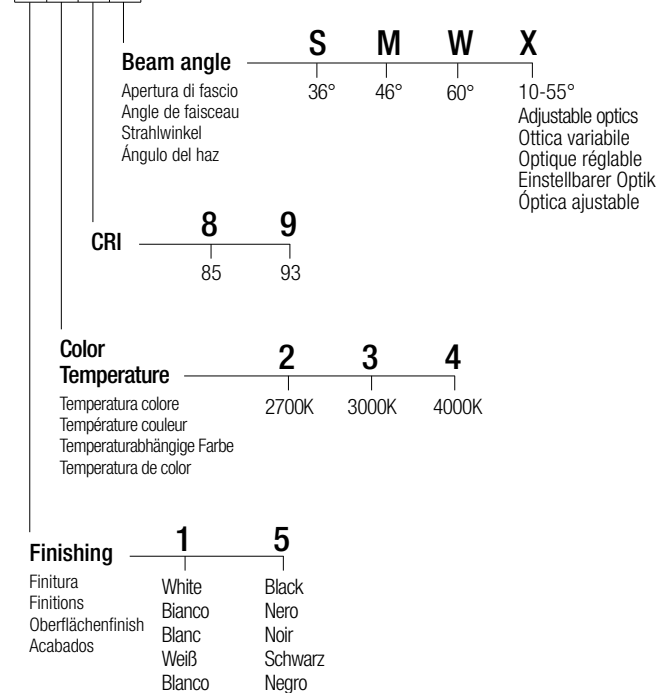 S M W X
Beam angle
36° 46° 60° 10-55°
Apertura di fascio
Angle de faisceau
Strahlwinkel
Ángulo del haz
Adjustable optics
Ottica variabile
Optique réglable
Einstellbarer Optik
Óptica ajustable
8 9
CRI
85 93
Color
Temperature
2 3 4
Temperatura colore
Température couleur
Temperaturabhängige Farbe
Temperatura de color
2700K 3000K 4000K
1 5
Finishing
Finitura
Finitions
Oberflächenfinish
Acabados
White
Bianco
Blanc
Weiß
Blanco
Black
Nero
Noir
Schwarz
Negro